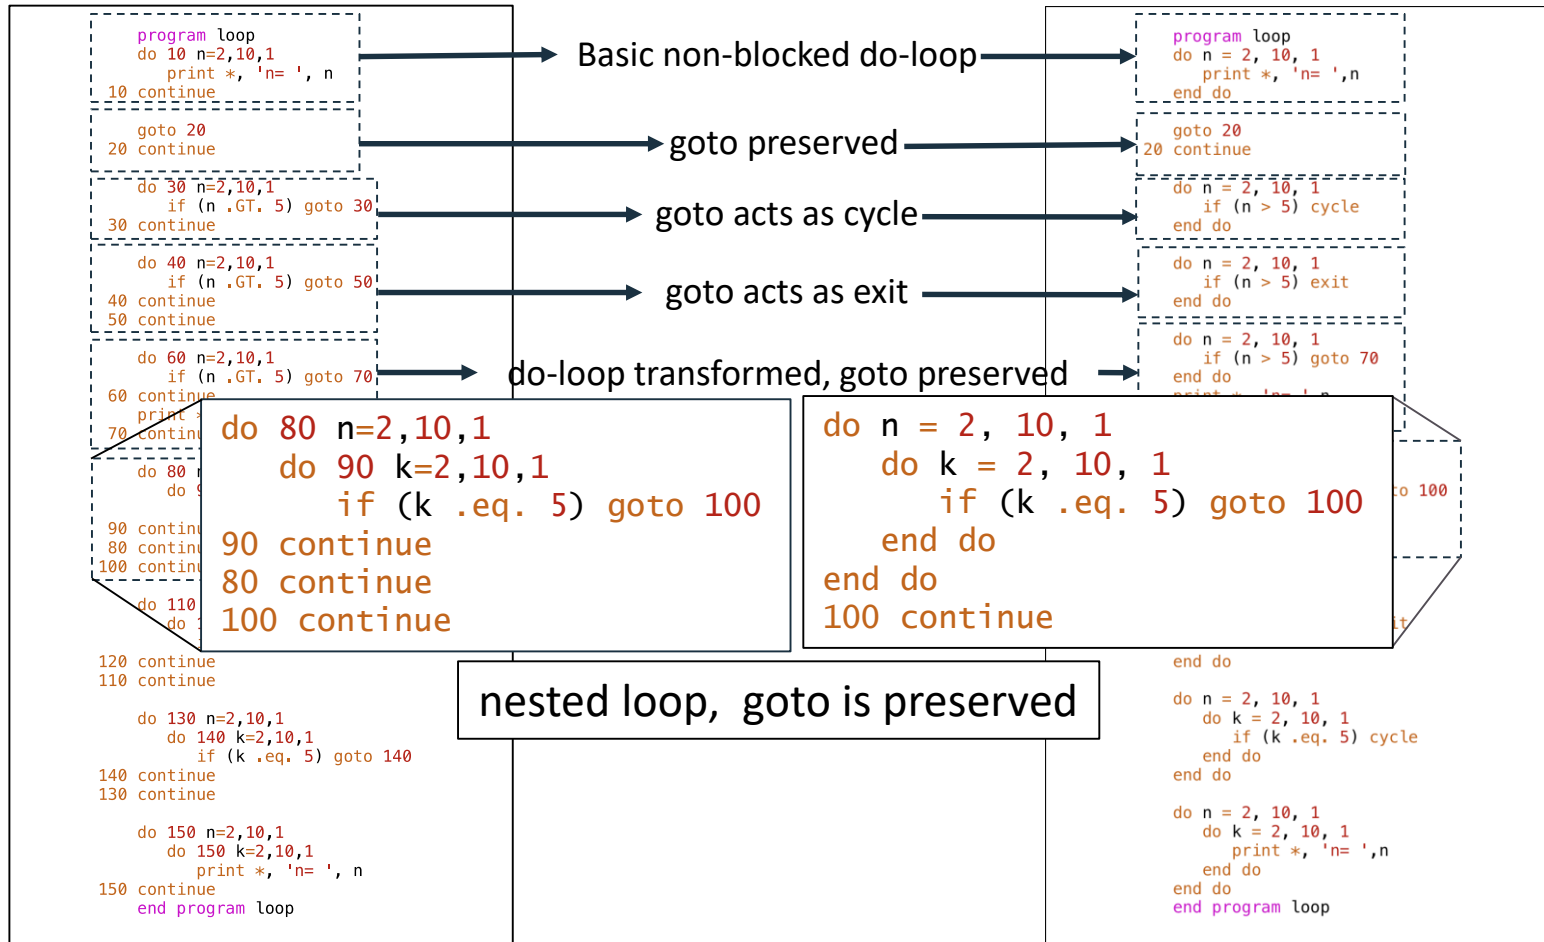 program loop
do 10 n=2,10,1
print *, 'n= ', n
10 continue
goto 20
20 continue
do 30 n=2,10,1
if (n .GT. 5) goto 30
30 continue
do 40 n=2,10,1
if (n .GT. 5) goto 50
40 continue
50 continue
do 60 n=2,10,1
if (n .GT. 5) goto 70
60 continue
print
70 continu
do 80 n
do 9
90 continu
80 continu
100 continu
do 110
do 1
120 continue
110 continue
do 130 n=2,10,1
do 140 k=2,10,1
if (k .eq. 5) goto 140
140 continue
130 continue
do 150 n=2,10,1
do 150 k=2,10,1
print *, 'n= ', n
150 continue
end program loop
Basic non-blocked do-loop
goto preserved
goto acts as cycle
goto acts as exit
do-loop transformed, goto preserved
do 80 n=2,10,1
do 90 k=2,10,1
if (k .eq. 5) goto 100
90 continue
80 continue
100 continue
do n = 2, 10, 1
do k = 2, 10, 1
if (k .eq. 5) goto 100
end do
end do
100 continue
nested loop, goto is preserved
program loop
do n = 2, 10, 1
print *, 'n= ',n
end do
goto 20
20 continue
do n = 2, 10, 1
if (n > 5) cycle
end do
do n = 2, 10, 1
if (n > 5) exit
end do
do n = 2, 10, 1
if (n > 5) goto 70
end do
print *, 'n= ',n
to 100
it
end do
do n = 2, 10, 1
do k = 2, 10, 1
if (k .eq. 5) cycle
end do
end do
do n = 2, 10, 1
do k = 2, 10, 1
print *, 'n= ',n
end do
end do
end program loop